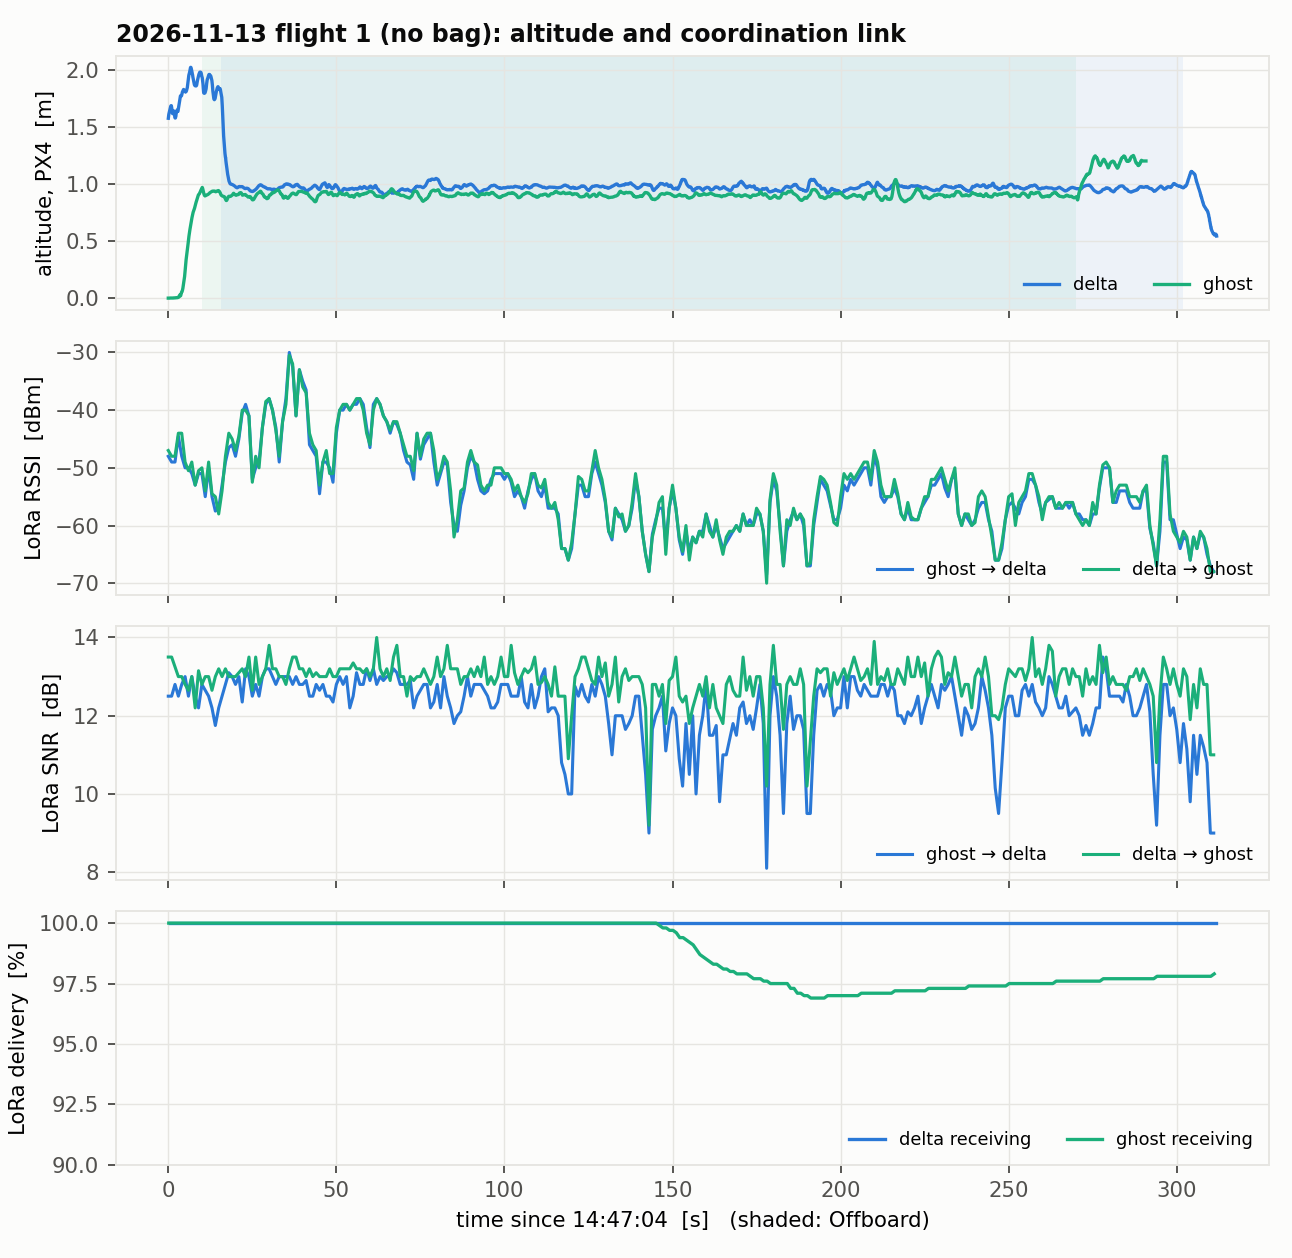 2026-11-13 flight 1 (no bag): altitude and coordination link
altitude, PX4 [m]
2.0
1.5
1.0
0.5
0.0
delta
ghost
LoRa RSSI [dBm]
−30
−40
−50
−60
−70
ghost → delta
delta → ghost
LoRa SNR [dB]
14
12
10
8
ghost → delta
delta → ghost
LoRa delivery [%]
100.0
97.5
95.0
92.5
90.0
delta receiving
ghost receiving
0 50 100 150 200 250 300
time since 14:47:04 [s] (shaded: Offboard)